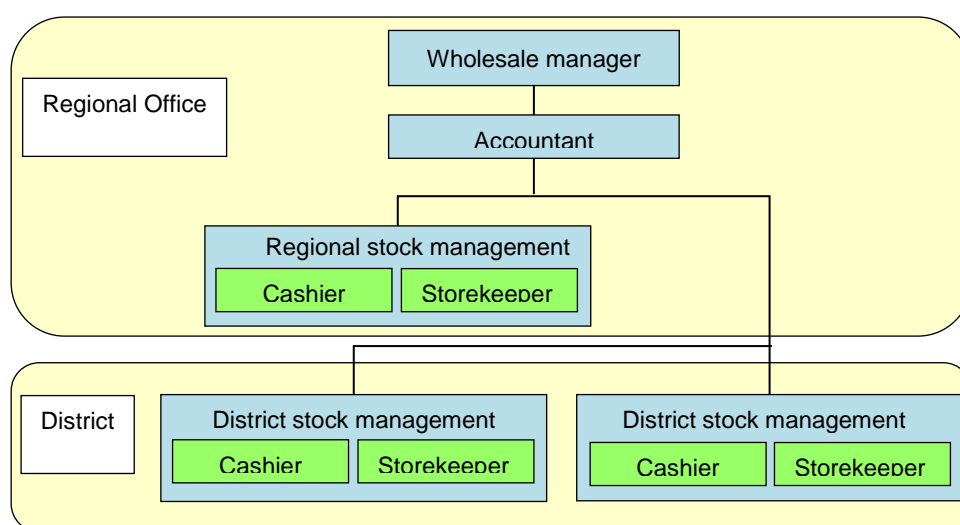 Wholesale manager
Regional Office
Accountant
Regional stock management
Cashier
Storekeeper
District
District stock management
Cashier
Storekeeper
District stock management
Cashier
Storekeeper